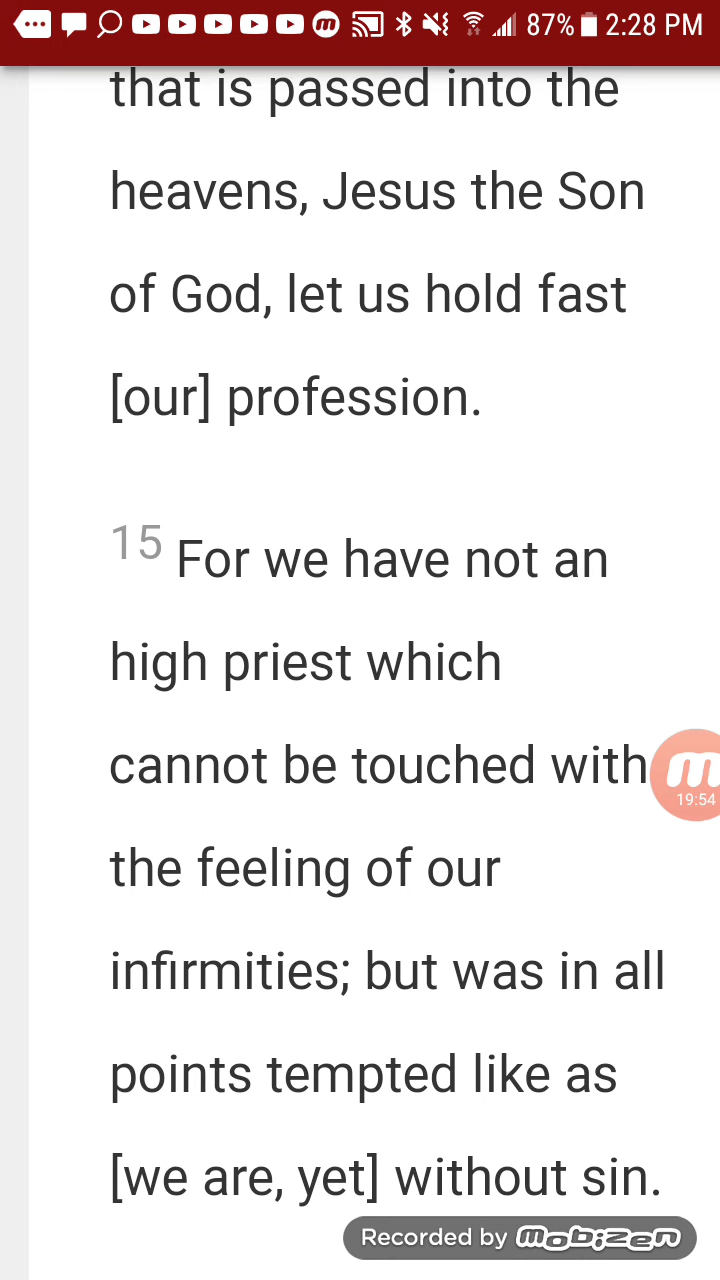 87% 2:28 PM
that is passed into the
heavens, Jesus the Son
of God, let us hold fast
[our] profession.
15 For we have not an
high priest which
cannot be touched with
m
19:54
the feeling of our
infirmities; but was in all
points tempted like as
[we are, yet] without sin.
Recorded by mobizen